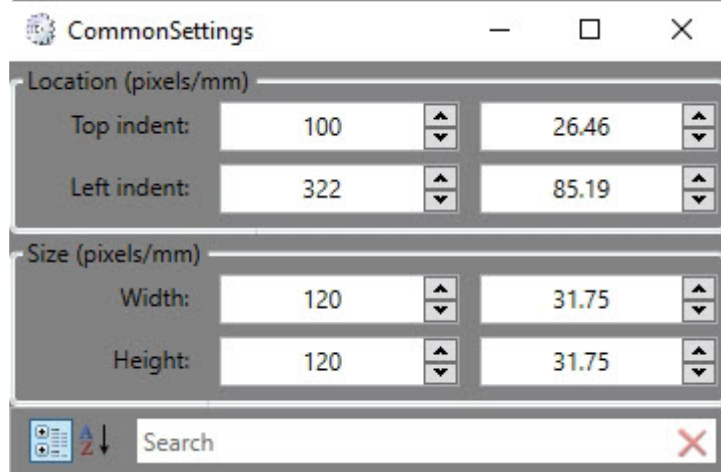 CommonSettings
Location (pixels/mm)
Top indent: 100 26.46
Left indent: 322 85.19
Size (pixels/mm)
Width: 120 31.75
Height: 120 31.75
A
Z
Search